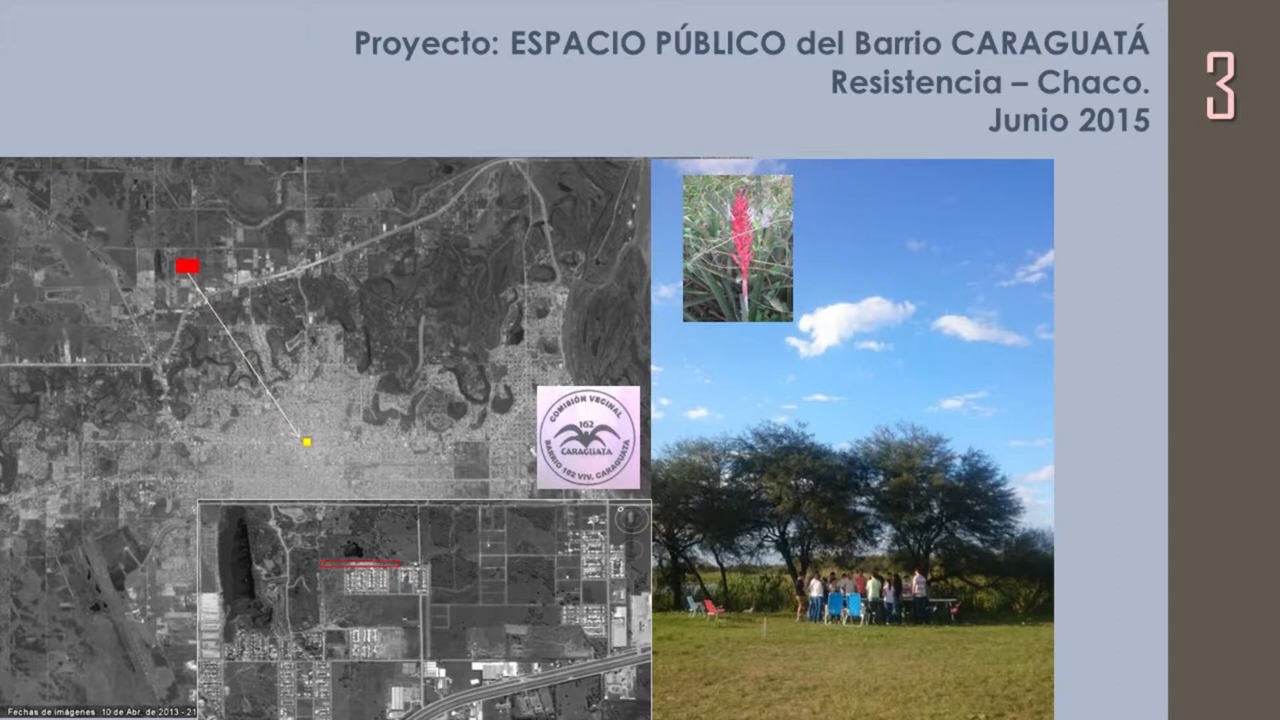 Proyecto: ESPACIO PÚBLICO del Barrio CARAGUATÁ
Resistencia – Chaco.
Junio 2015
3
COMISIÓN VECINAL
162
CARAGUATA
BARRIO 162 VIV. CARAGUATA
Fechas de imágenes: 10 de Abr. de 2013 - 21